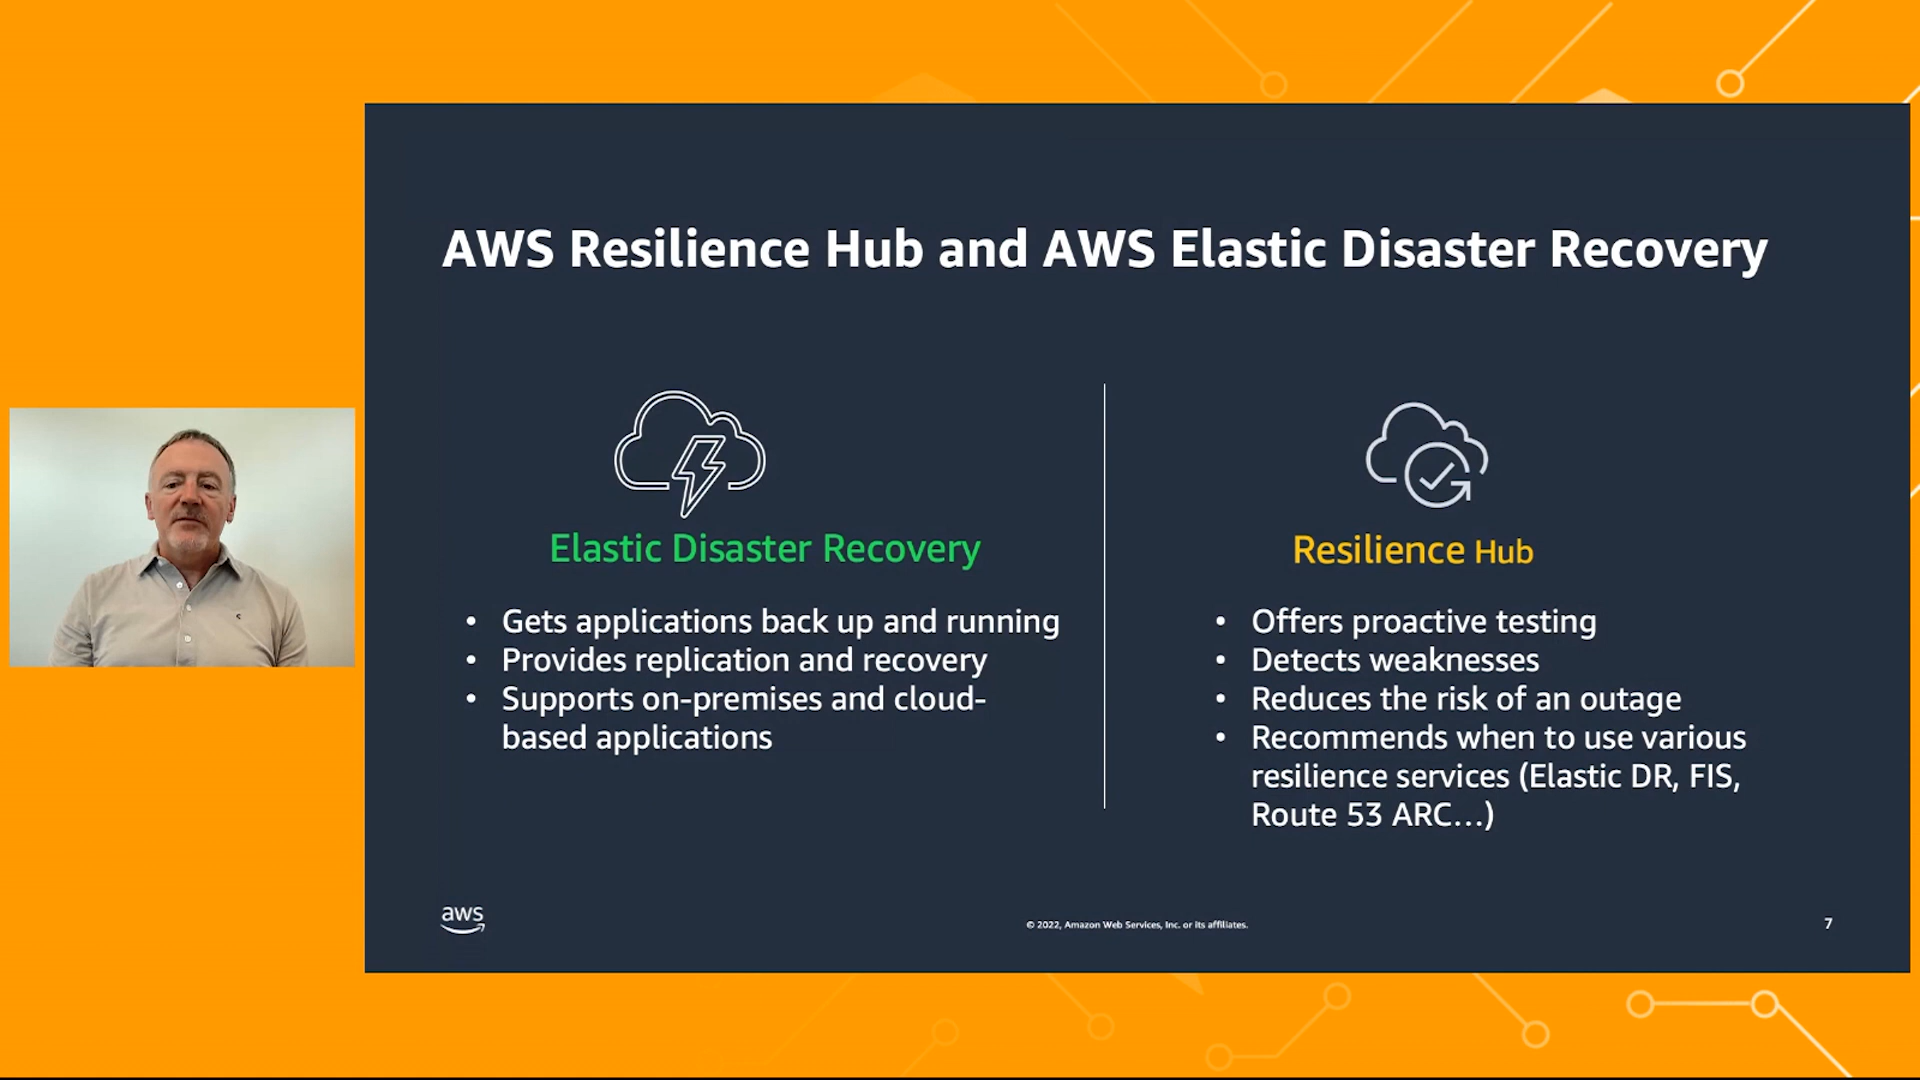 AWS Resilience Hub and AWS Elastic Disaster Recovery
Elastic Disaster Recovery
• Gets applications back up and running
• Provides replication and recovery
• Supports on-premises and cloud-
based applications
Resilience Hub
• Offers proactive testing
• Detects weaknesses
• Reduces the risk of an outage
• Recommends when to use various
resilience services (Elastic DR, FIS,
Route 53 ARC...)
aws
© 2022, Amazon Web Services, Inc. or its affiliates.
7